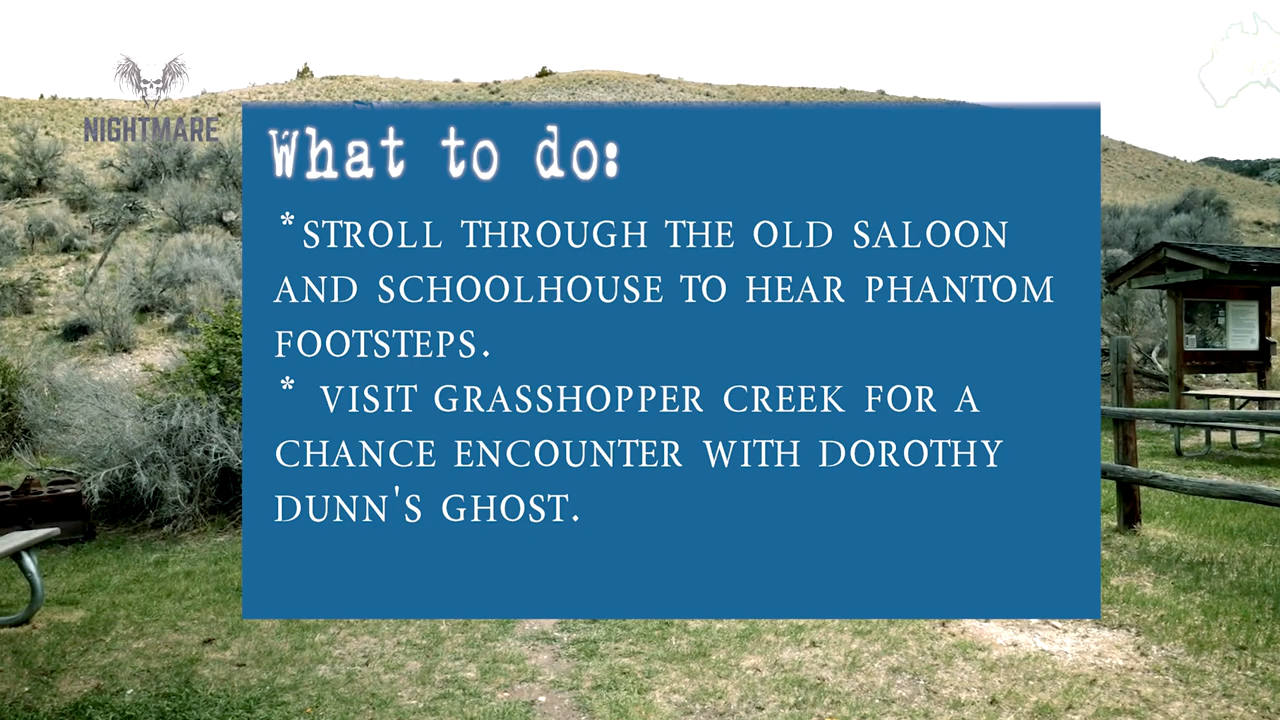 NIGHTMARE
What to do:
*STROLL THROUGH THE OLD SALOON
AND SCHOOLHOUSE TO HEAR PHANTOM
FOOTSTEPS.
* VISIT GRASSHOPPER CREEK FOR A
CHANCE ENCOUNTER WITH DOROTHY
DUNN'S GHOST.